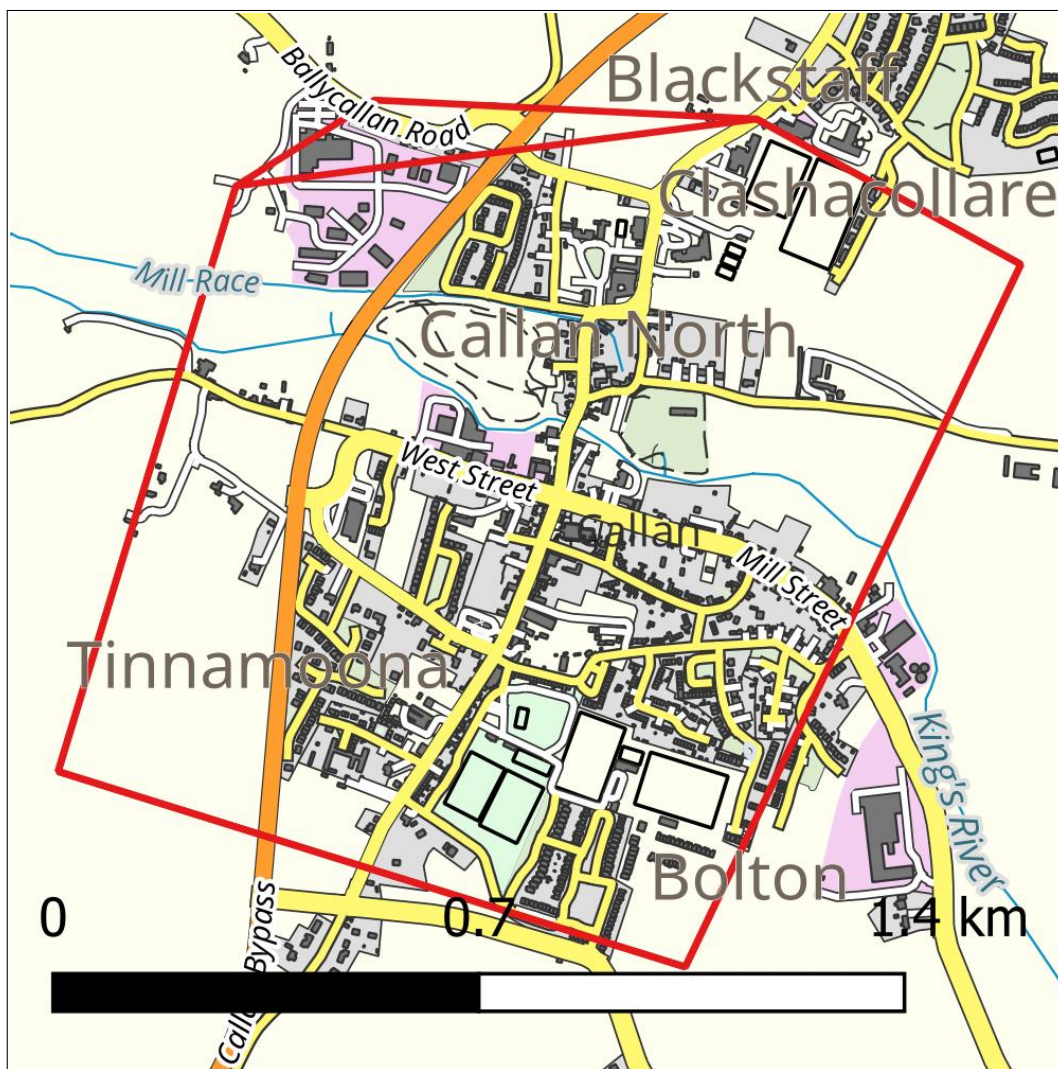 Blackstaff
Ballycallan Road
Clashacollare
Mill-Race
Callan North
West Street
Callan
Mill Street
Tinnamoona
King's-River
Bolton
0
0.7
1.4 km
Bypass